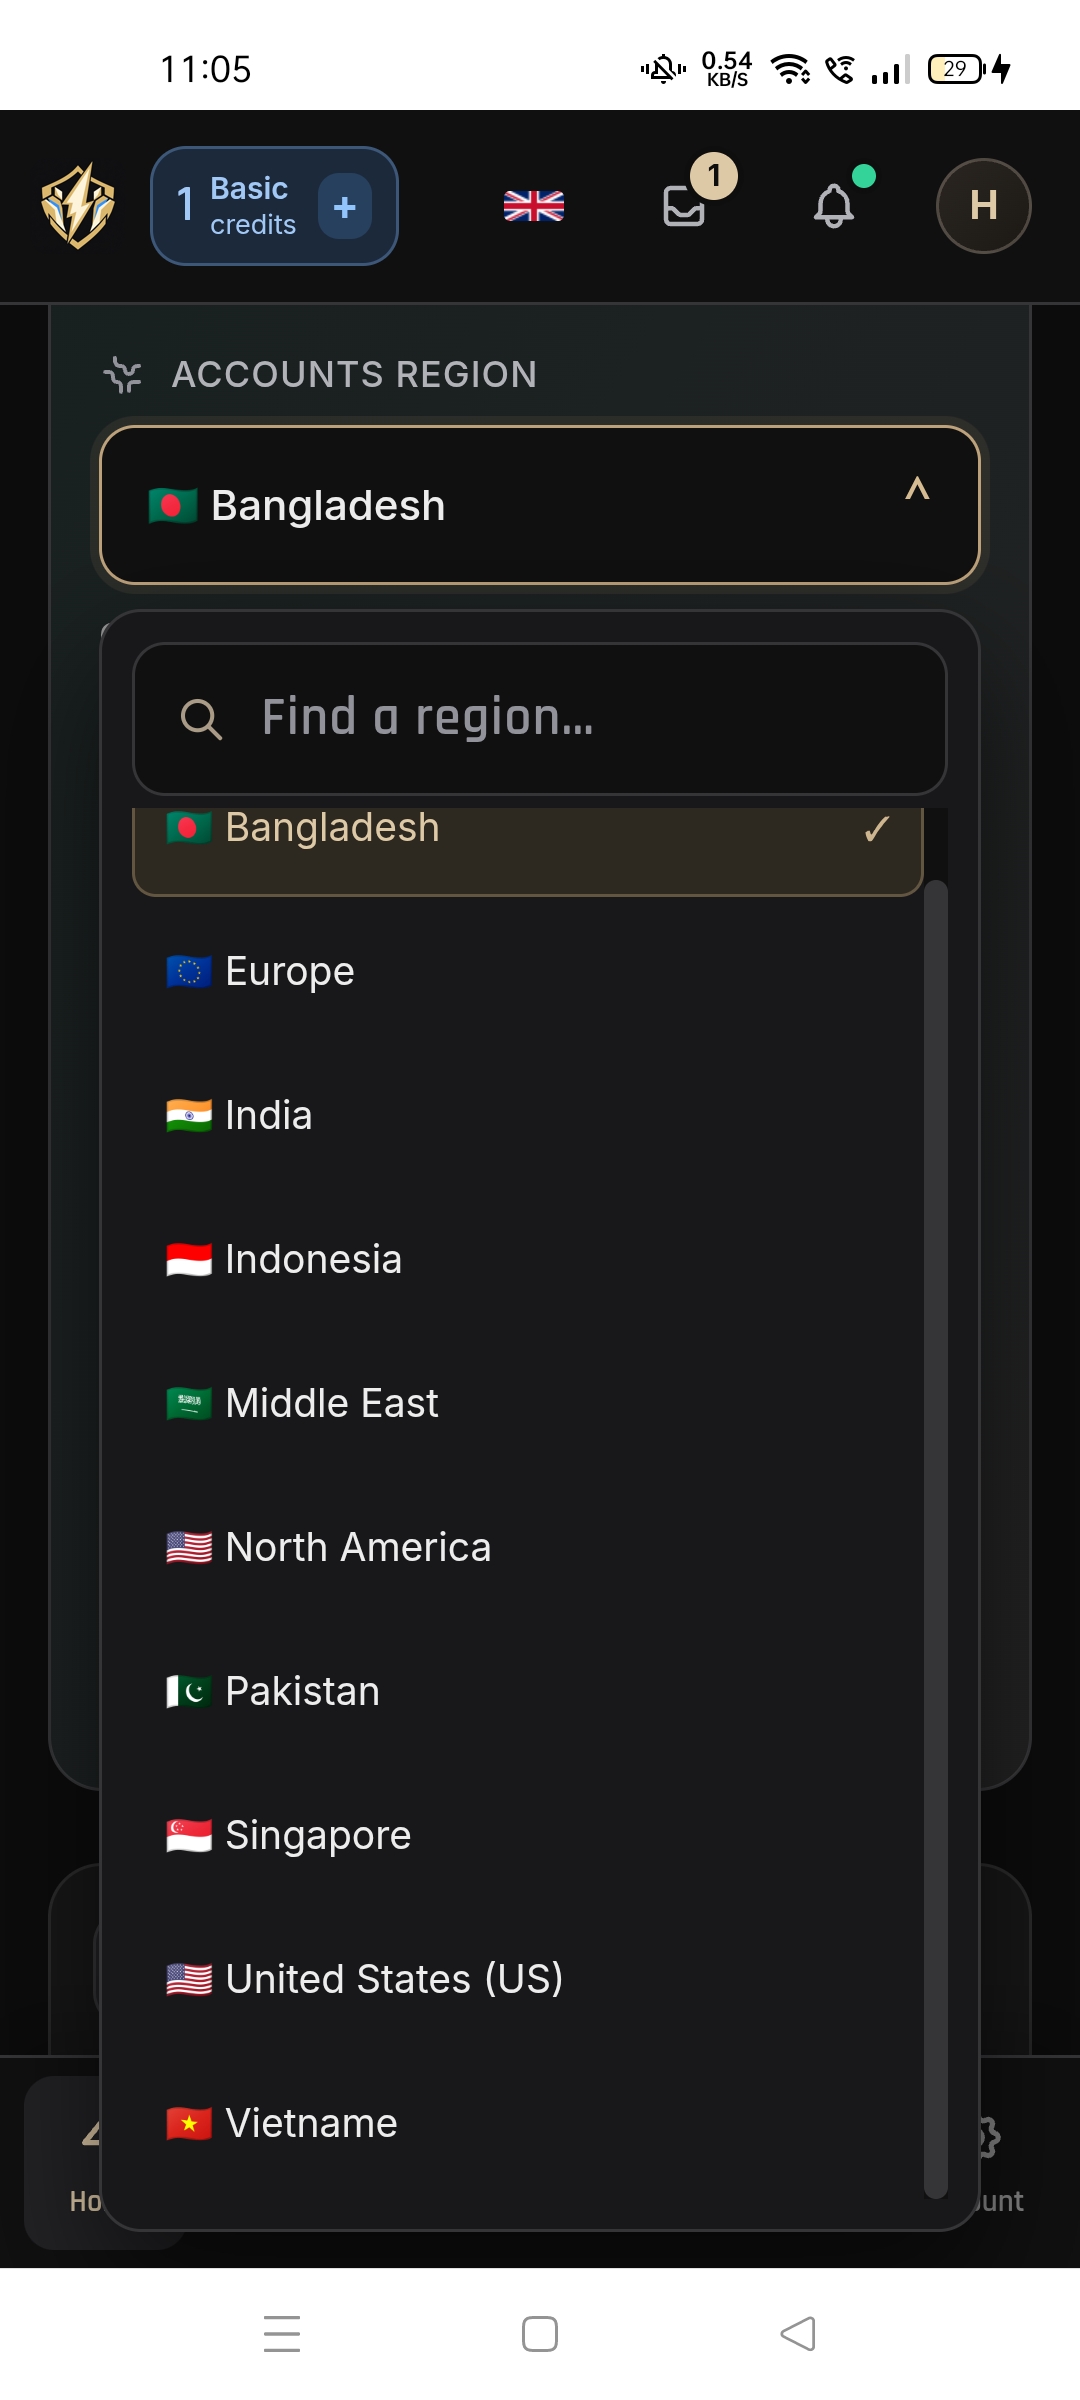 11:05
0.54
KB/S
29
1 Basic
credits
+
1
H
ACCOUNTS REGION
🇧🇩 Bangladesh
Find a region...
🇧🇩 Bangladesh ✓
🇪🇺 Europe
🇮🇳 India
🇮🇩 Indonesia
🇸🇦 Middle East
🇺🇸 North America
🇵🇰 Pakistan
🇸🇬 Singapore
🇺🇸 United States (US)
🇻🇳 Vietname